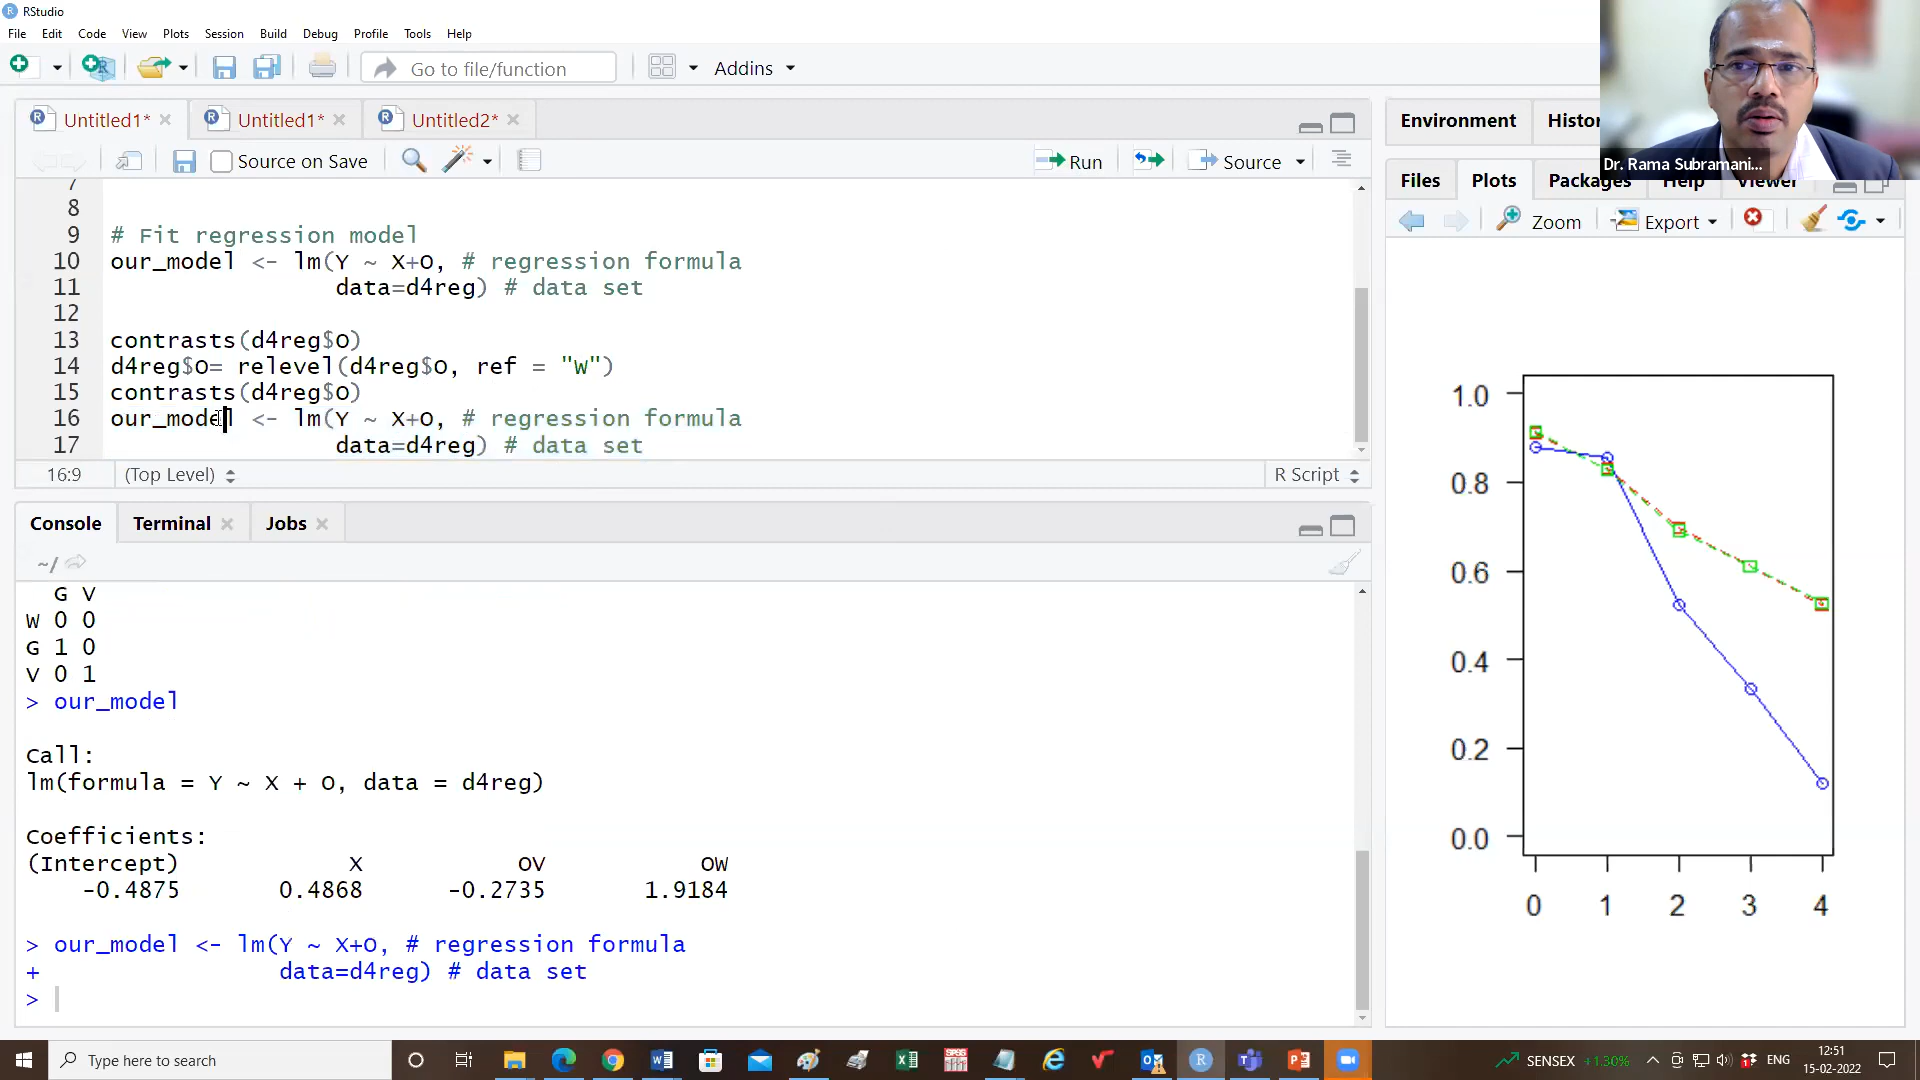 RStudio
File Edit Code View Plots Session Build Debug Profile Tools Help
Go to file/function Addins
Untitled1* Untitled1* Untitled2*
Source on Save Run Source
7
8
9 # Fit regression model
10 our_model <- lm(Y ~ X+O, # regression formula
11 data=d4reg) # data set
12
13 contrasts(d4reg$O)
14 d4reg$O= relevel(d4reg$O, ref = "W")
15 contrasts(d4reg$O)
16 our_model <- lm(Y ~ X+O, # regression formula
17 data=d4reg) # data set
16:9 (Top Level) R Script
Console Terminal Jobs
~/
G V
W 0 0
G 1 0
V 0 1
> our_model
Call:
lm(formula = Y ~ X + O, data = d4reg)
Coefficients:
(Intercept) X OV OW
-0.4875 0.4868 -0.2735 1.9184
> our_model <- lm(Y ~ X+O, # regression formula
+ data=d4reg) # data set
>
Environment Histo
Dr. Rama Subramani...
Files Plots Packages Help Viewer
Zoom Export
1.0
0.8
0.6
0.4
0.2
0.0
0 1 2 3 4
Type here to search
SENSEX +1.30% ENG 12:51
15-02-2022